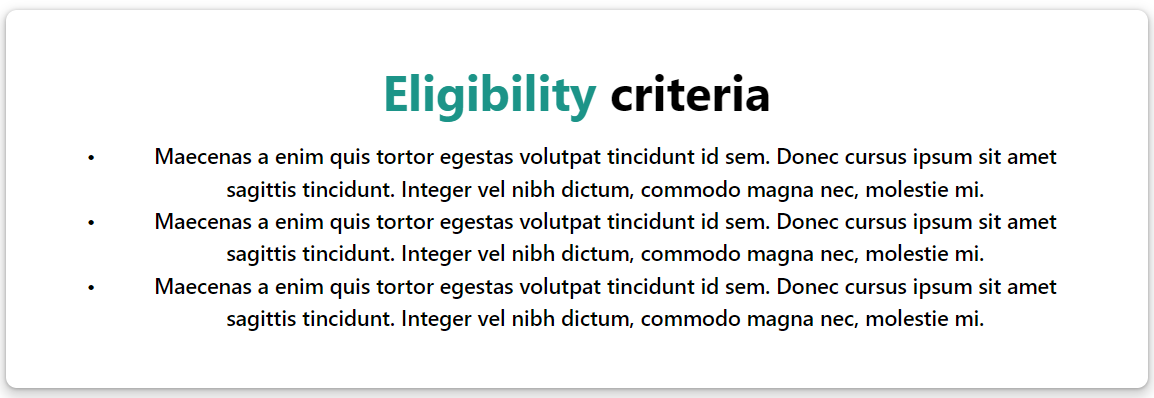 Eligibility criteria
• Maecenas a enim quis tortor egestas volutpat tincidunt id sem. Donec cursus ipsum sit amet
sagittis tincidunt. Integer vel nibh dictum, commodo magna nec, molestie mi.
• Maecenas a enim quis tortor egestas volutpat tincidunt id sem. Donec cursus ipsum sit amet
sagittis tincidunt. Integer vel nibh dictum, commodo magna nec, molestie mi.
• Maecenas a enim quis tortor egestas volutpat tincidunt id sem. Donec cursus ipsum sit amet
sagittis tincidunt. Integer vel nibh dictum, commodo magna nec, molestie mi.